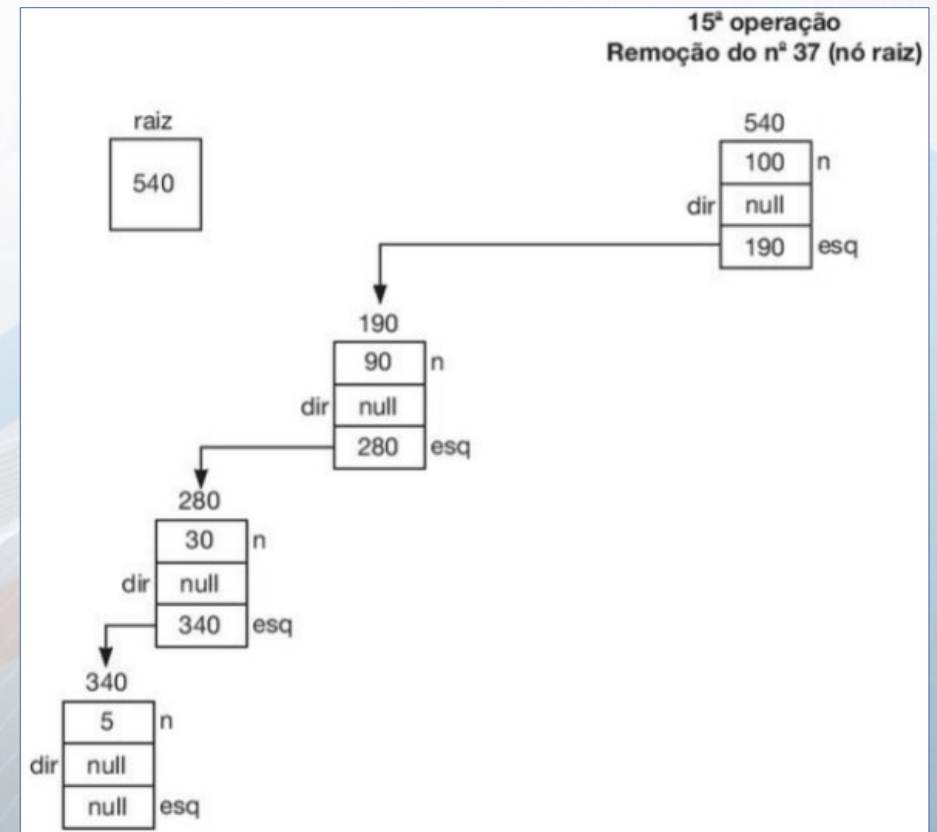 15ª operação
Remoção do nº 37 (nó raiz)
raiz
540
540
100 n
dir null
190 esq
190
90 n
dir null
280 esq
280
30 n
dir null
340 esq
340
5 n
dir null
null esq